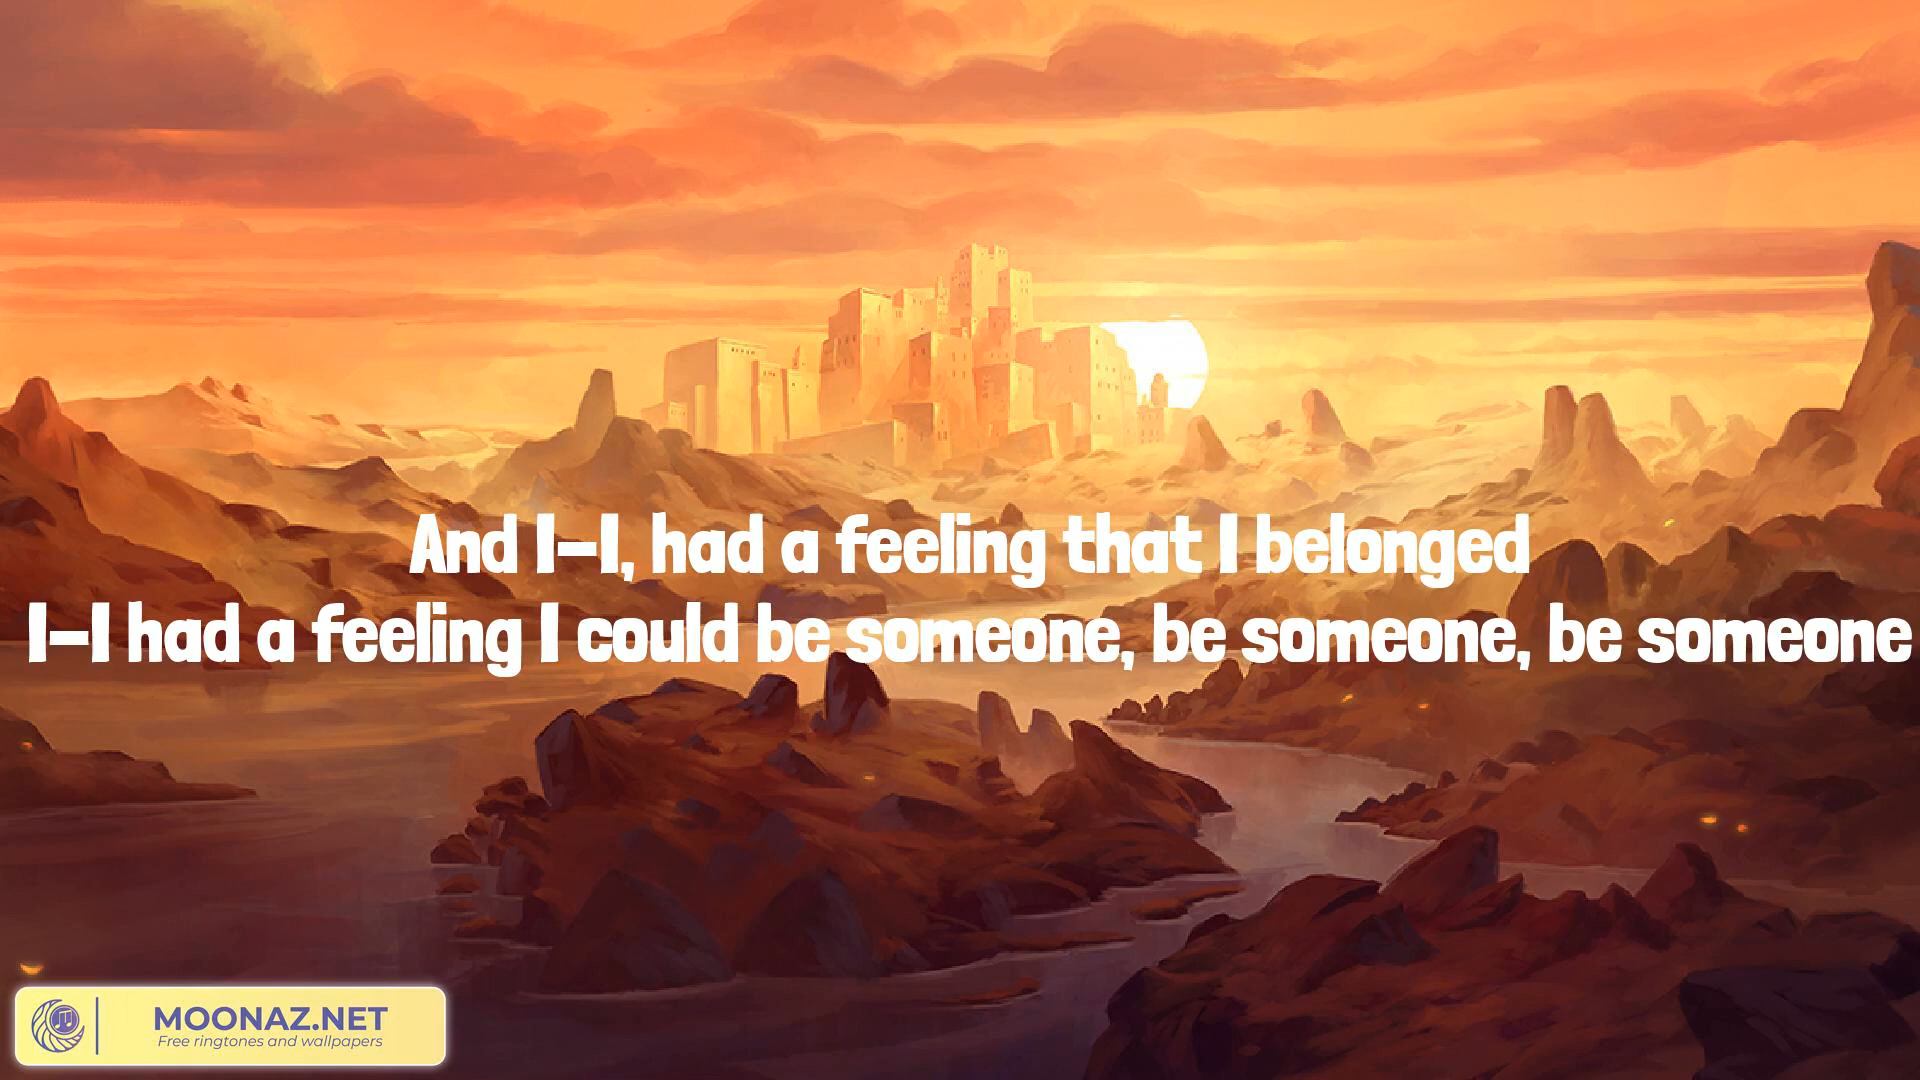 And I-I, had a feeling that I belonged
I-I had a feeling I could be someone, be someone, be someone
MOONAZ.NET
Free ringtones and wallpapers